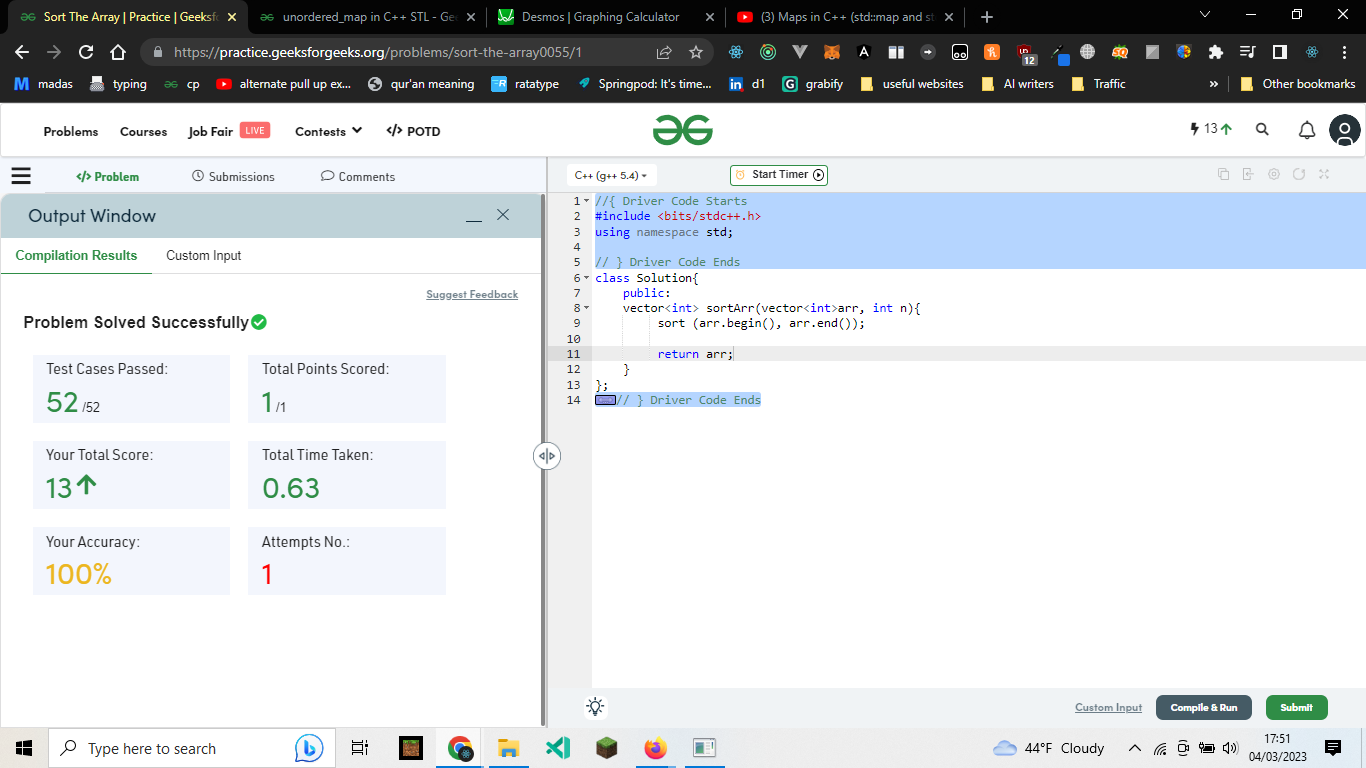 Sort The Array | Practice | Geeksf
unordered_map in C++ STL - Gee
Desmos | Graphing Calculator
(3) Maps in C++ (std::map and st
https://practice.geeksforgeeks.org/problems/sort-the-array0055/1
12
madas
typing
cp
alternate pull up ex...
qur'an meaning
ratatype
Springpod: It's time...
d1
grabify
useful websites
AI writers
Traffic
»
Other bookmarks
Problems
Courses
Job Fair LIVE
Contests
</> POTD
13
</> Problem
Submissions
Comments
C++ (g++ 5.4)
Start Timer
Output Window
Compilation Results
Custom Input
Suggest Feedback
Problem Solved Successfully
Test Cases Passed:
52 /52
Total Points Scored:
1 /1
Your Total Score:
13
Total Time Taken:
0.63
Your Accuracy:
100%
Attempts No.:
1
1 //{ Driver Code Starts
2 #include <bits/stdc++.h>
3 using namespace std;
4
5 // } Driver Code Ends
6 class Solution{
7 public:
8 vector<int> sortArr(vector<int>arr, int n){
9 sort (arr.begin(), arr.end());
10
11 return arr;
12 }
13 };
14 // } Driver Code Ends
Custom Input
Compile & Run
Submit
Type here to search
44°F Cloudy
17:51
04/03/2023